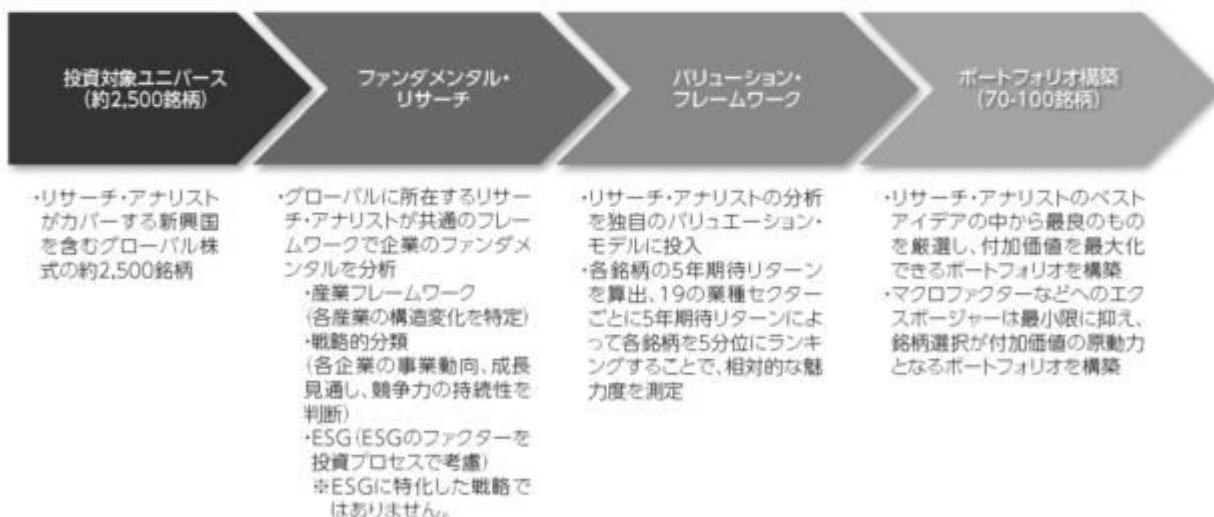 投資対象ユニバース
(約2,500銘柄)
ファンダメンタル・
リサーチ
バリュエーション・
フレームワーク
ポートフォリオ構築
(70-100銘柄)
・リサーチ・アナリスト
がカバーする新興国
を含むグローバル株
式の約2,500銘柄
・グローバルに所在するリサー
チ・アナリストが共通のフレー
ムワークで企業のファンダメ
ンタルを分析
・産業フレームワーク
(各産業の構造変化を特定)
・戦略的分類
(各企業の事業動向、成長
見通し、競争力の持続性を
判断)
・ESG(ESGのファクターを
投資プロセスで考慮)
※ESGに特化した戦略で
はありません。
・リサーチ・アナリストの分析
を独自のバリュエーション・
モデルに投入
・各銘柄の5年期待リターン
を算出、19の業種セクター
ごとに5年期待リターンによ
って各銘柄を5分位にランキ
ングすることで、相対的な魅
力度を測定
・リサーチ・アナリストのベスト
アイデアの中から最良のもの
を厳選し、付加価値を最大化
できるポートフォリオを構築
・マクロファクターなどへのエク
スポージャーは最小限に抑え、
銘柄選択が付加価値の原動力
となるポートフォリオを構築